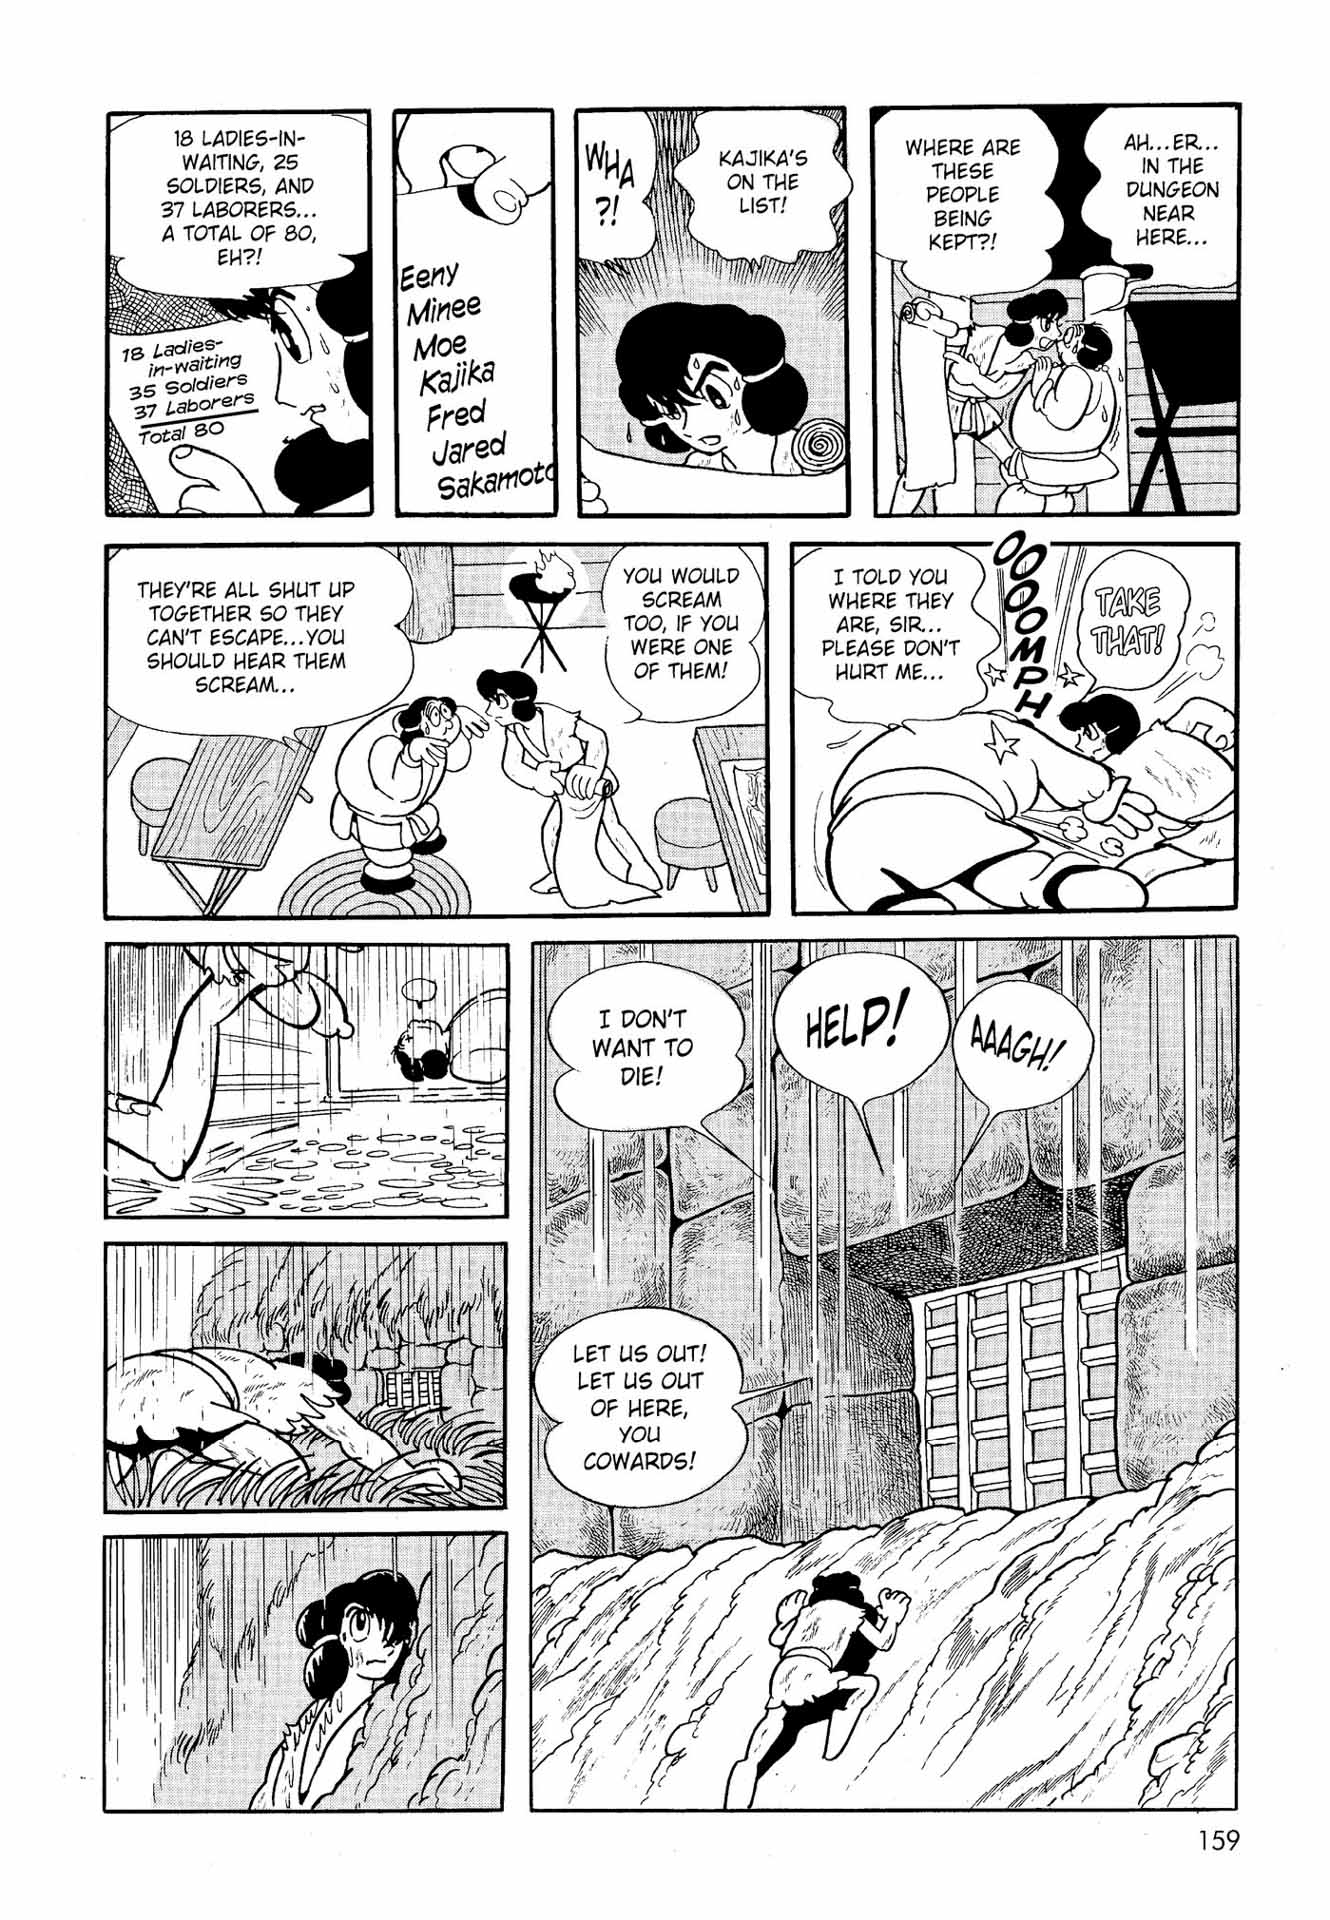 18 LADIES-IN-
WAITING, 25
SOLDIERS, AND
37 LABORERS...
A TOTAL OF 80,
EH?!
18 Ladies-
in-waiting
35 Soldiers
37 Laborers
Total 80
Eeny
Minee
Moe
Kajika
Fred
Jared
Sakamoto
WHA
?!
KAJIKA'S
ON THE
LIST!
WHERE ARE
THESE
PEOPLE
BEING
KEPT?!
AH...ER...
IN THE
DUNGEON
NEAR
HERE...
THEY'RE ALL SHUT UP
TOGETHER SO THEY
CAN'T ESCAPE...YOU
SHOULD HEAR THEM
SCREAM...
YOU WOULD
SCREAM
TOO, IF YOU
WERE ONE
OF THEM!
I TOLD YOU
WHERE THEY
ARE, SIR...
PLEASE DON'T
HURT ME...
OOOOOMPH
TAKE
THAT!
I DON'T
WANT TO
DIE!
HELP!
AAAGH!
LET US OUT!
LET US OUT
OF HERE,
YOU
COWARDS!
159